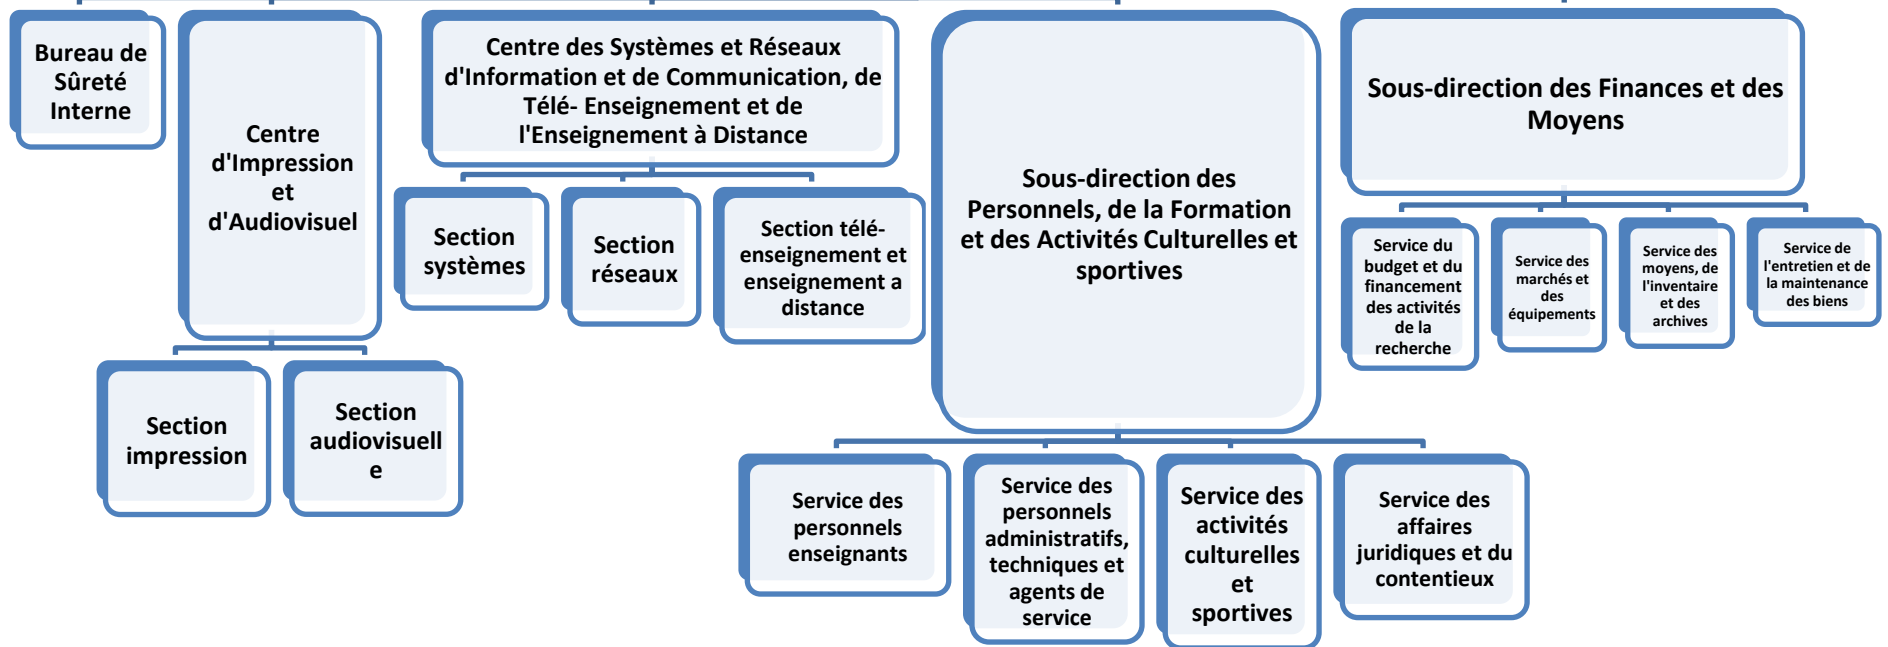 Bureau de
Sûreté
Interne
Centre
d'Impression
et
d'Audiovisuel
Section
impression
Section
audiovisuell
e
Centre des Systèmes et Réseaux
d'Information et de Communication, de
Télé- Enseignement et de
l'Enseignement à Distance
Section
systèmes
Section
réseaux
Section télé-
enseignement et
enseignement a
distance
Sous-direction des
Personnels, de la Formation
et des Activités Culturelles et
sportives
Service des
personnels
enseignants
Service des
personnels
administratifs,
techniques et
agents de
service
Service des
activités
culturelles
et
sportives
Service des
affaires
juridiques et du
contentieux
Sous-direction des Finances et des
Moyens
Service du
budget et du
financement
des activités
de la
recherche
Service des
marchés et
des
équipements
Service des
moyens, de
l'inventaire
et des
archives
Service de
l'entretien et de
la maintenance
des biens